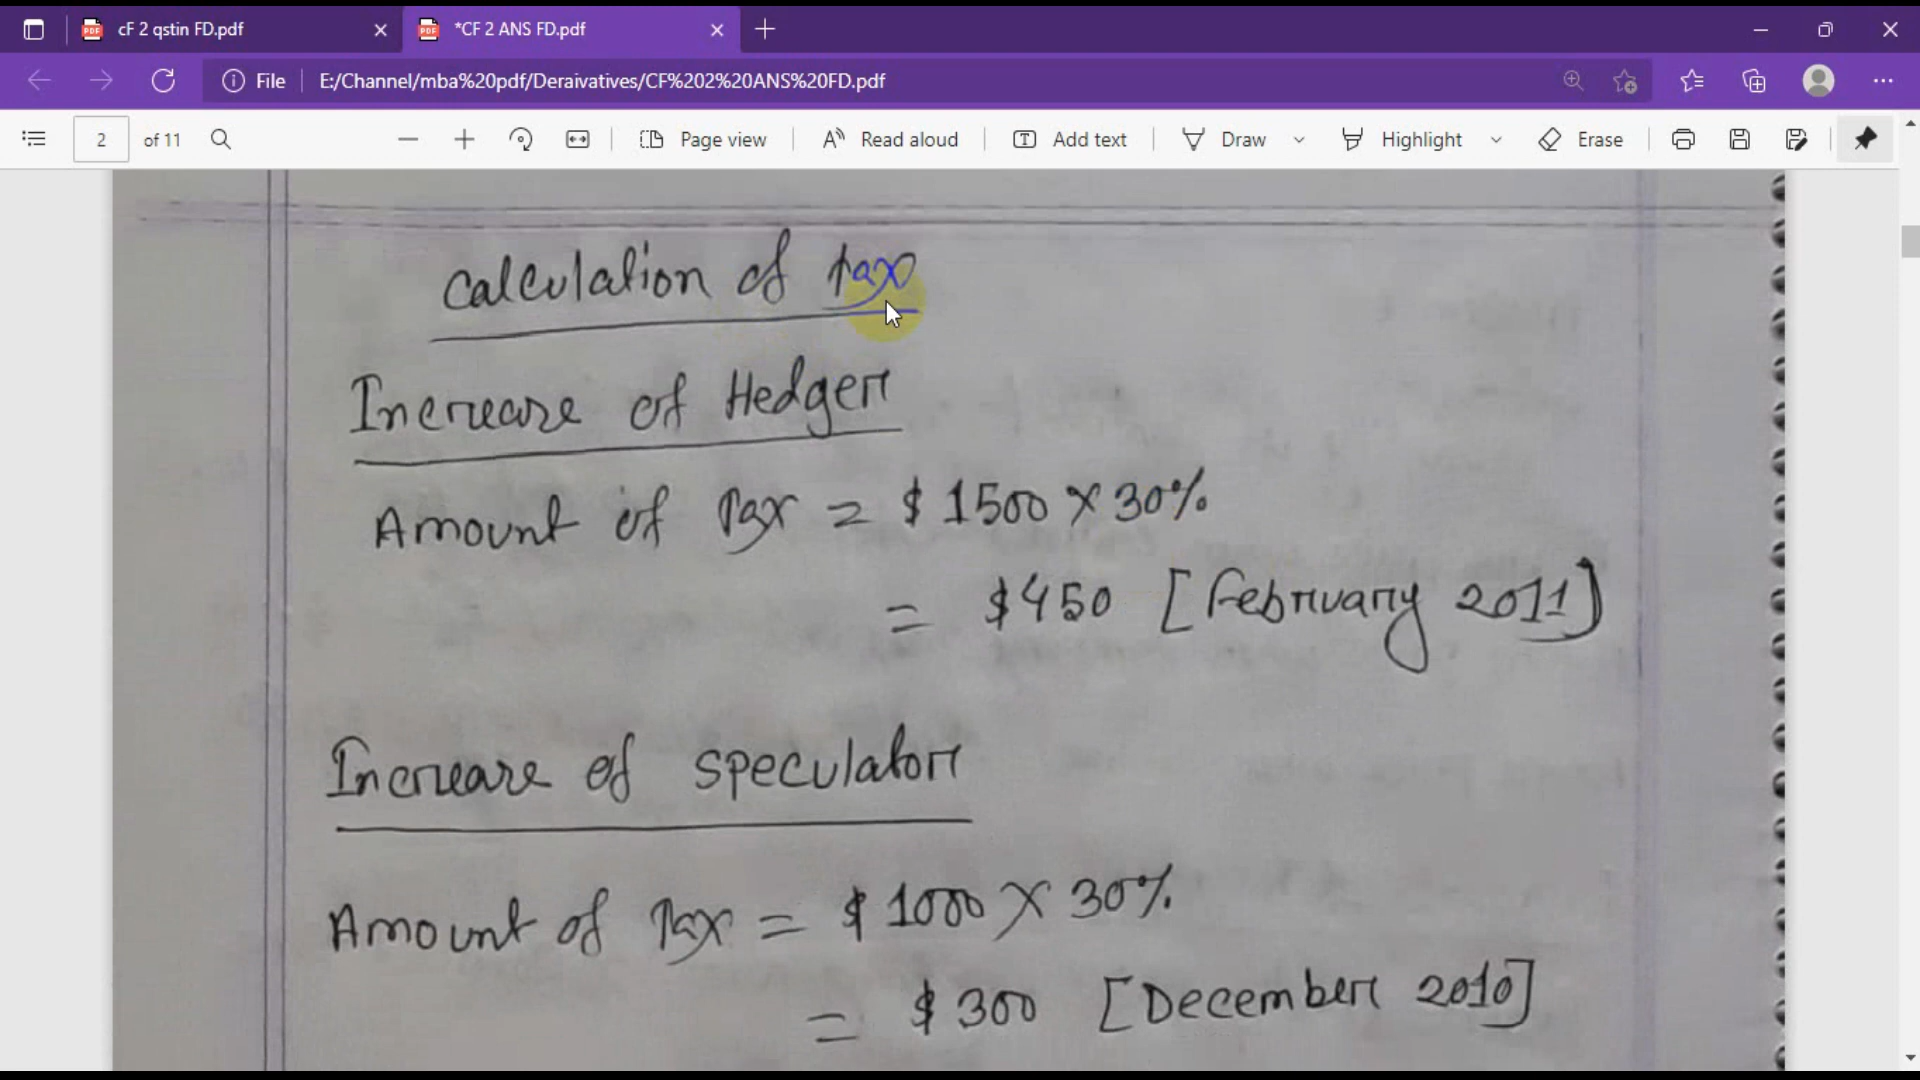 cF 2 qstin FD.pdf
*CF 2 ANS FD.pdf
File
E:/Channel/mba%20pdf/Deraivatives/CF%202%20ANS%20FD.pdf
2 of 11
Page view
Read aloud
Add text
Draw
Highlight
Erase
Calculation of tax
Increase of Hedger
Amount of Tax = $ 1500 × 30%
= $450 [February 2011]
Increase of speculator
Amount of Tax = $ 1000 × 30%
= $ 300 [December 2010]